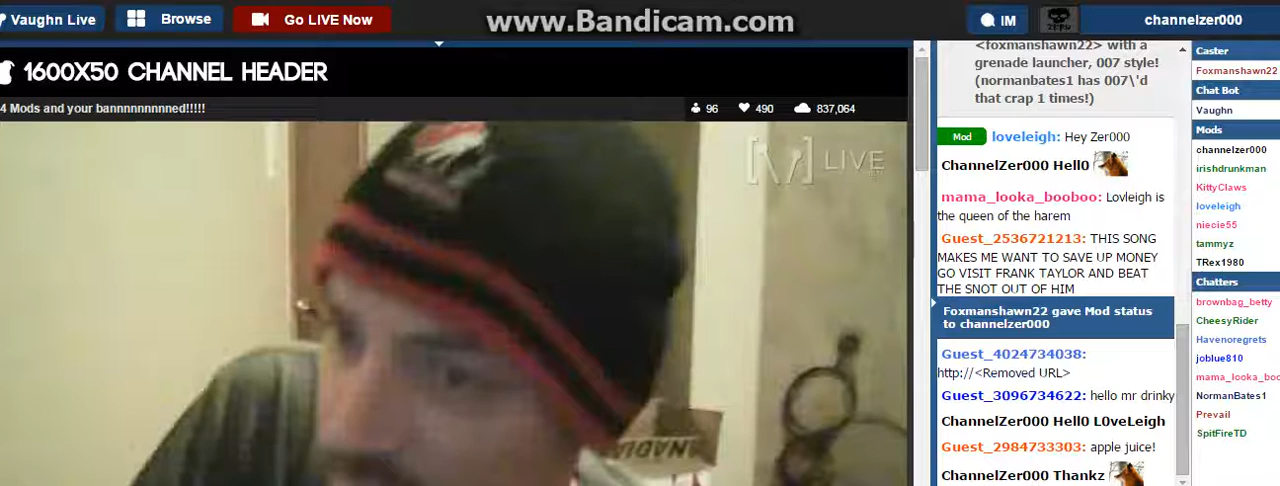 www.Bandicam.com
Vaughn Live
Browse
Go LIVE Now
IM
channelzer000
1600X50 CHANNEL HEADER
4 Mods and your bannnnnnnnned!!!!!
96
490
837,064
[V] LIVE
<foxmanshawn22> with a
grenade launcher, 007 style!
(normanbates1 has 007\'d
that crap 1 times!)
Mod loveleigh: Hey Zer000
ChannelZer000 Hell0
mama_looka_booboo: Lovleigh is
the queen of the harem
Guest_2536721213: THIS SONG
MAKES ME WANT TO SAVE UP MONEY
GO VISIT FRANK TAYLOR AND BEAT
THE SNOT OUT OF HIM
Foxmanshawn22 gave Mod status
to channelzer000
Guest_4024734038:
http://<Removed URL>
Guest_3096734622: hello mr drinky
ChannelZer000 Hell0 L0veLeigh
Guest_2984733303: apple juice!
ChannelZer000 Thankz
Caster
Foxmanshawn22
Chat Bot
Vaughn
Mods
channelzer000
irishdrunkman
KittyClaws
loveleigh
niecie55
tammyz
TRex1980
Chatters
brownbag_betty
CheesyRider
Havenoregrets
joblue810
mama_looka_boo
NormanBates1
Prevail
SpitFireTD